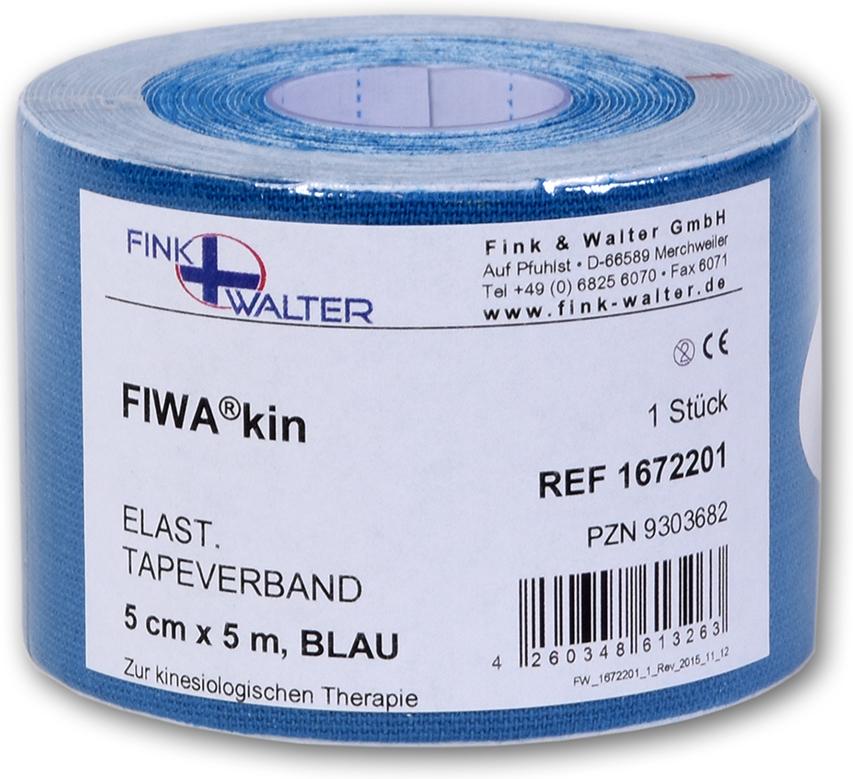 FINK
WALTER
Fink & Walter GmbH
Auf Pfuhlst • D-66589 Merchweiler
Tel +49 (0) 6825 6070 • Fax 6071
www.fink-walter.de
2 CE
FIWA®kin
1 Stück
REF 1672201
PZN 9303682
ELAST.
TAPEVERBAND
5 cm x 5 m, BLAU
Zur kinesiologischen Therapie
4 260348 613263
FW_1672201_1_Rev_2015_11_12